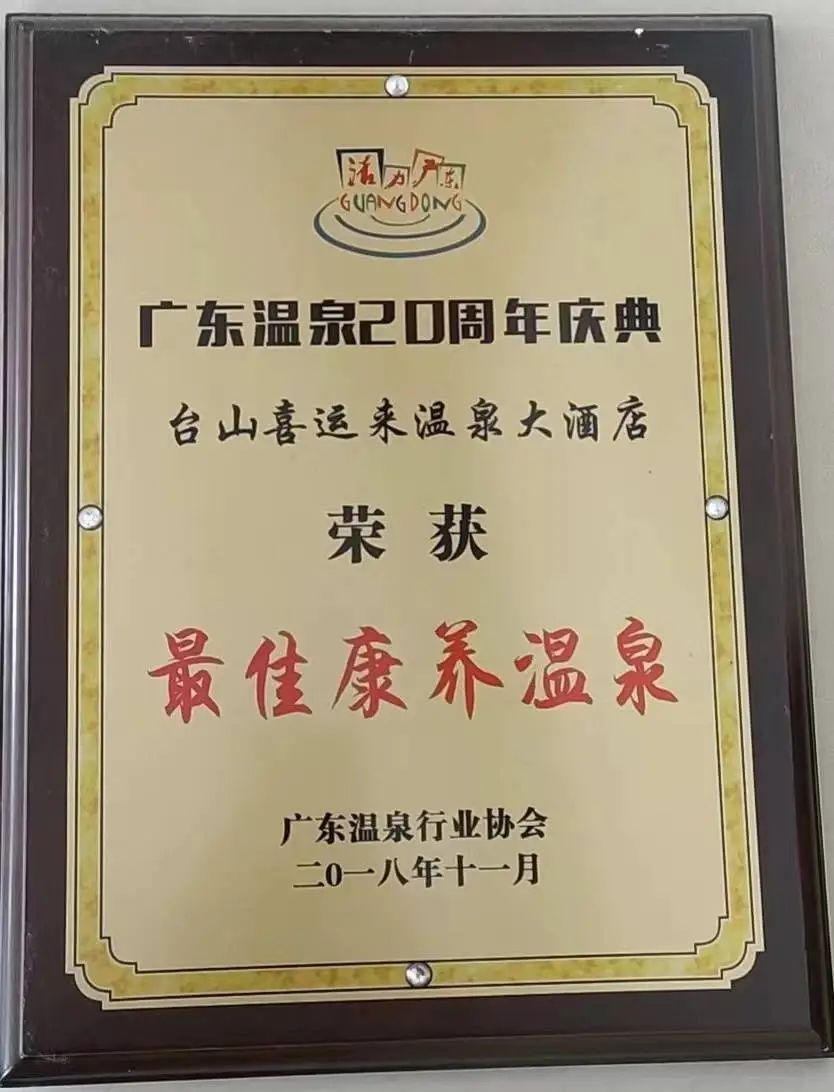 活力广东
GUANGDONG
广东温泉20周年庆典
台山喜运来温泉大酒店
荣获
最佳康养温泉
广东温泉行业协会
二0一八年十一月